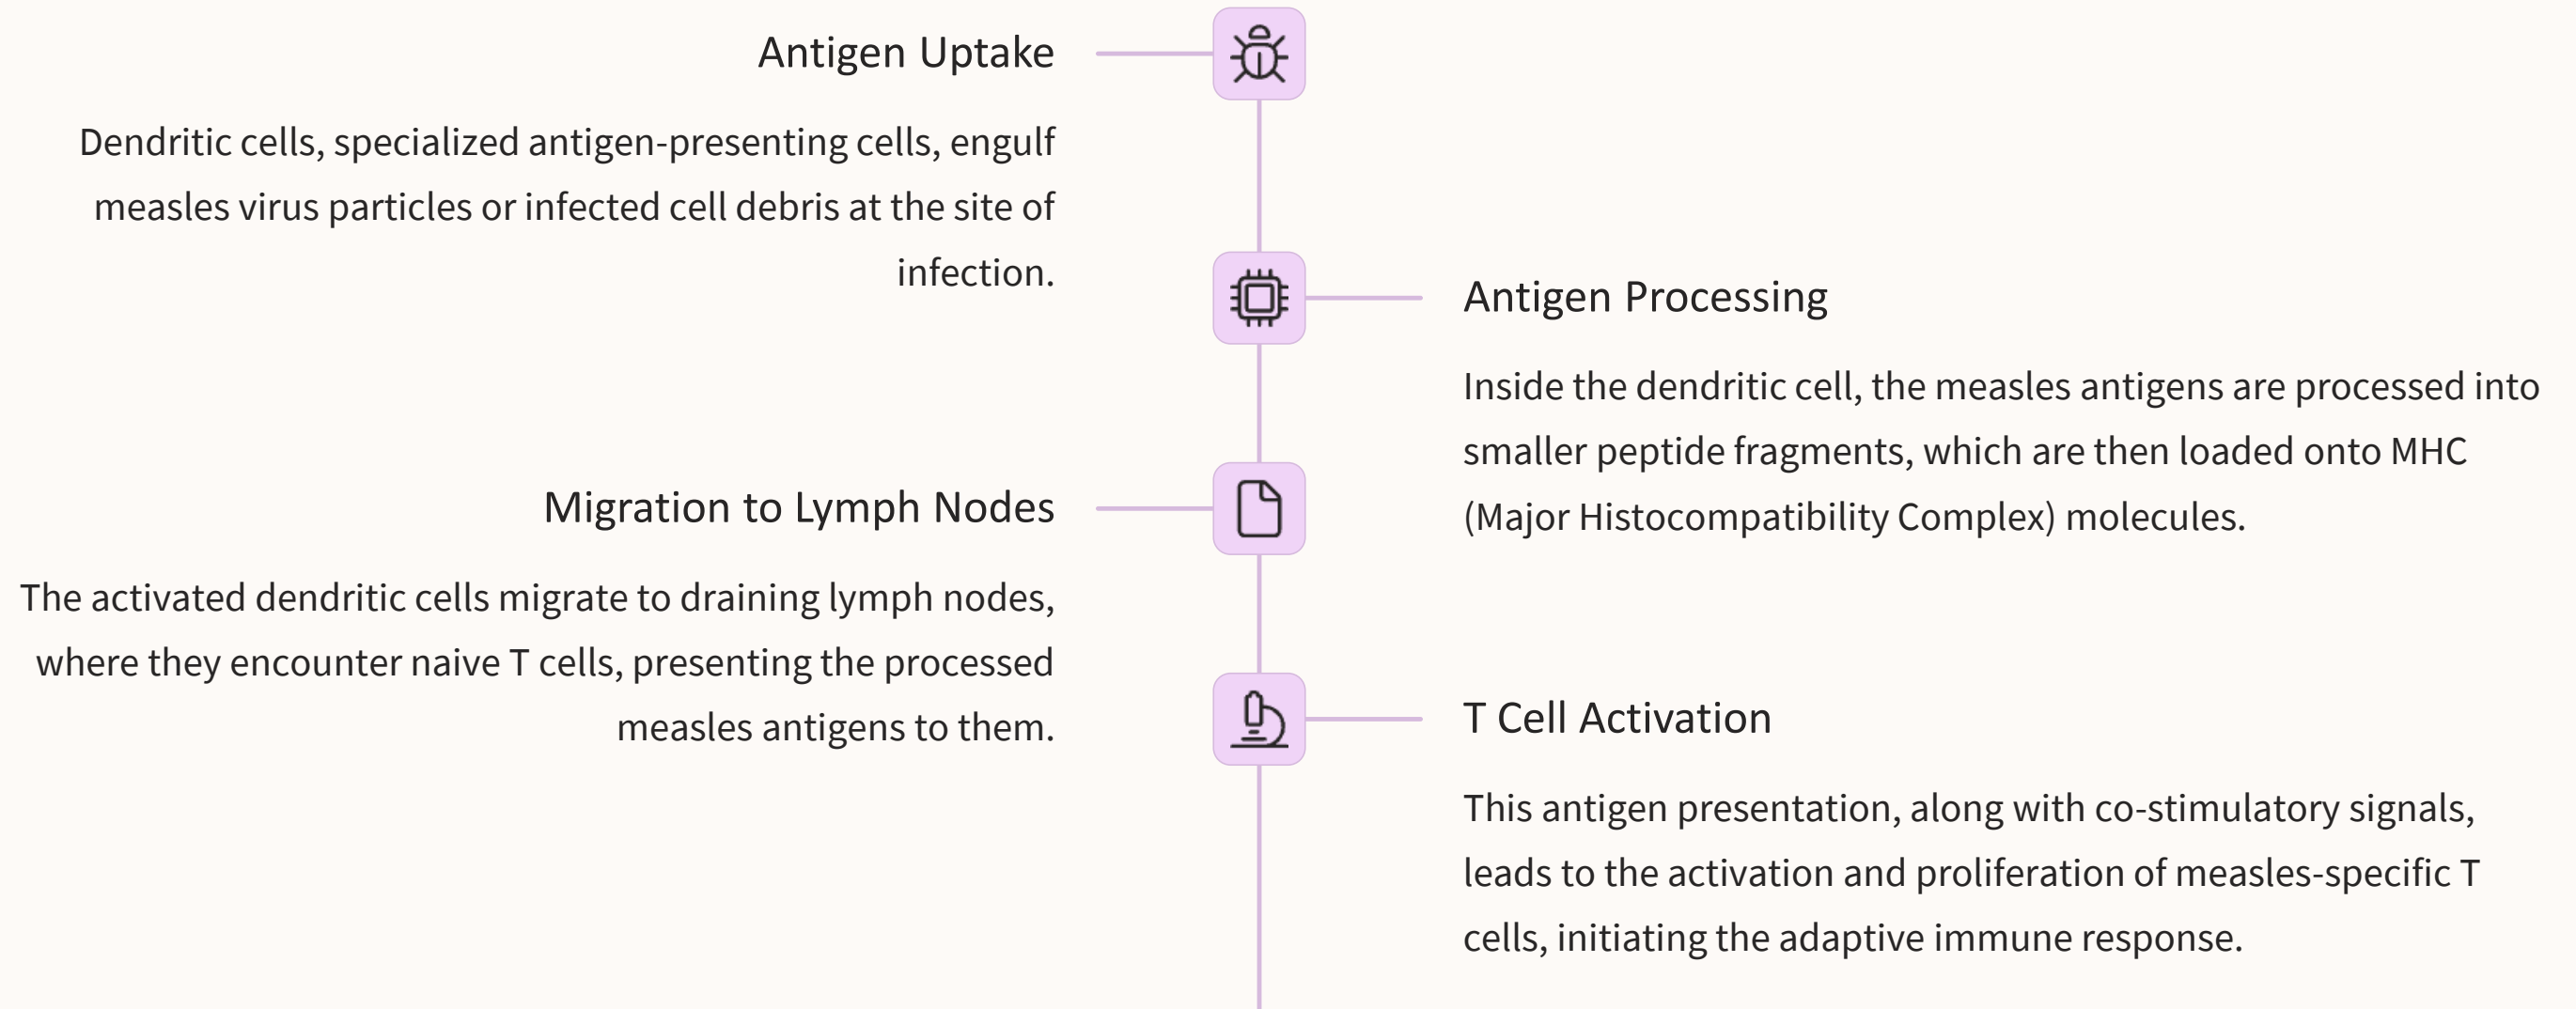 Antigen Uptake
Dendritic cells, specialized antigen-presenting cells, engulf
measles virus particles or infected cell debris at the site of
infection.
Antigen Processing
Inside the dendritic cell, the measles antigens are processed into
smaller peptide fragments, which are then loaded onto MHC
(Major Histocompatibility Complex) molecules.
Migration to Lymph Nodes
The activated dendritic cells migrate to draining lymph nodes,
where they encounter naive T cells, presenting the processed
measles antigens to them.
T Cell Activation
This antigen presentation, along with co-stimulatory signals,
leads to the activation and proliferation of measles-specific T
cells, initiating the adaptive immune response.